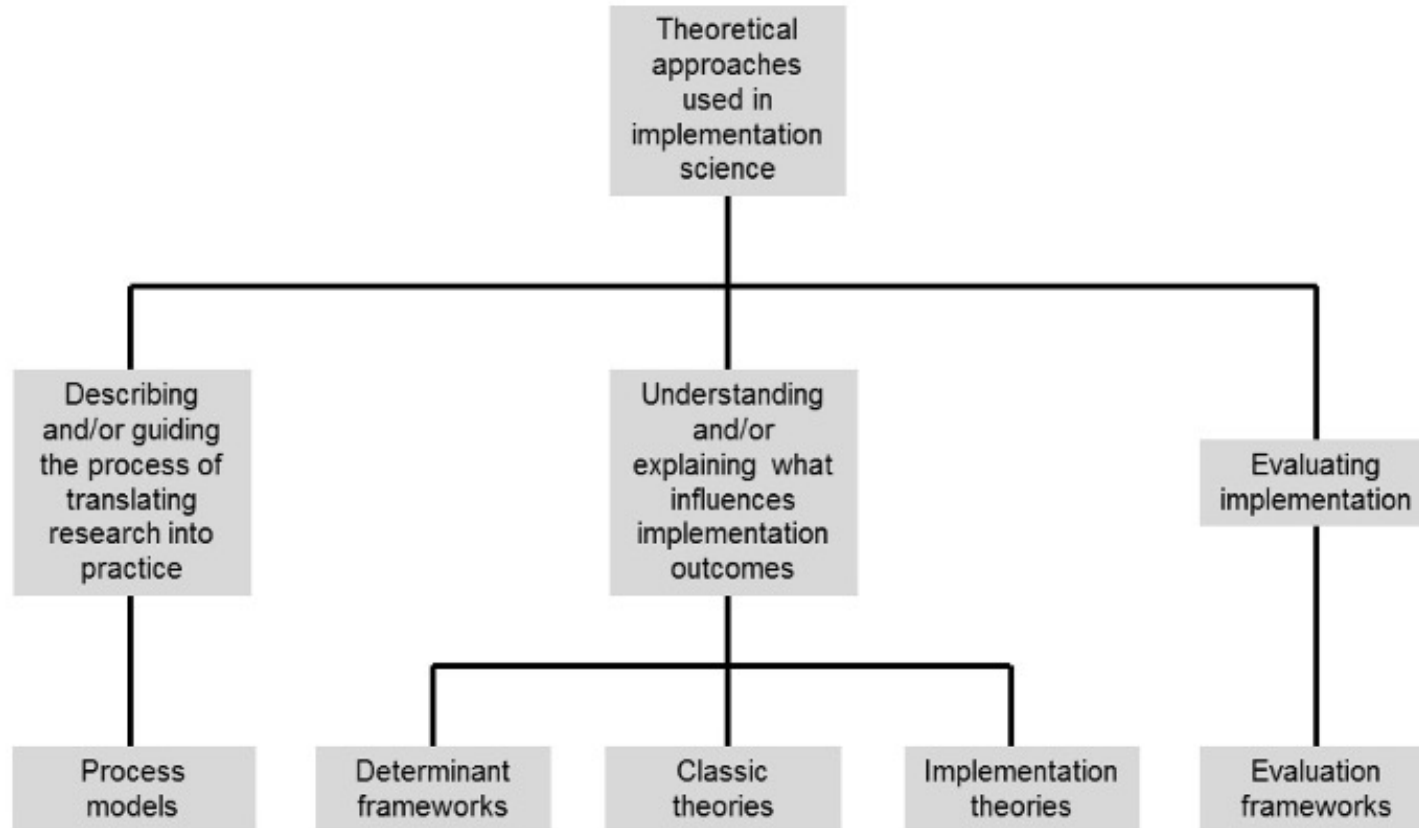 Theoretical
approaches
used in
implementation
science
Describing
and/or guiding
the process of
translating
research into
practice
Understanding
and/or
explaining what
influences
implementation
outcomes
Evaluating
implementation
Process
models
Determinant
frameworks
Classic
theories
Implementation
theories
Evaluation
frameworks